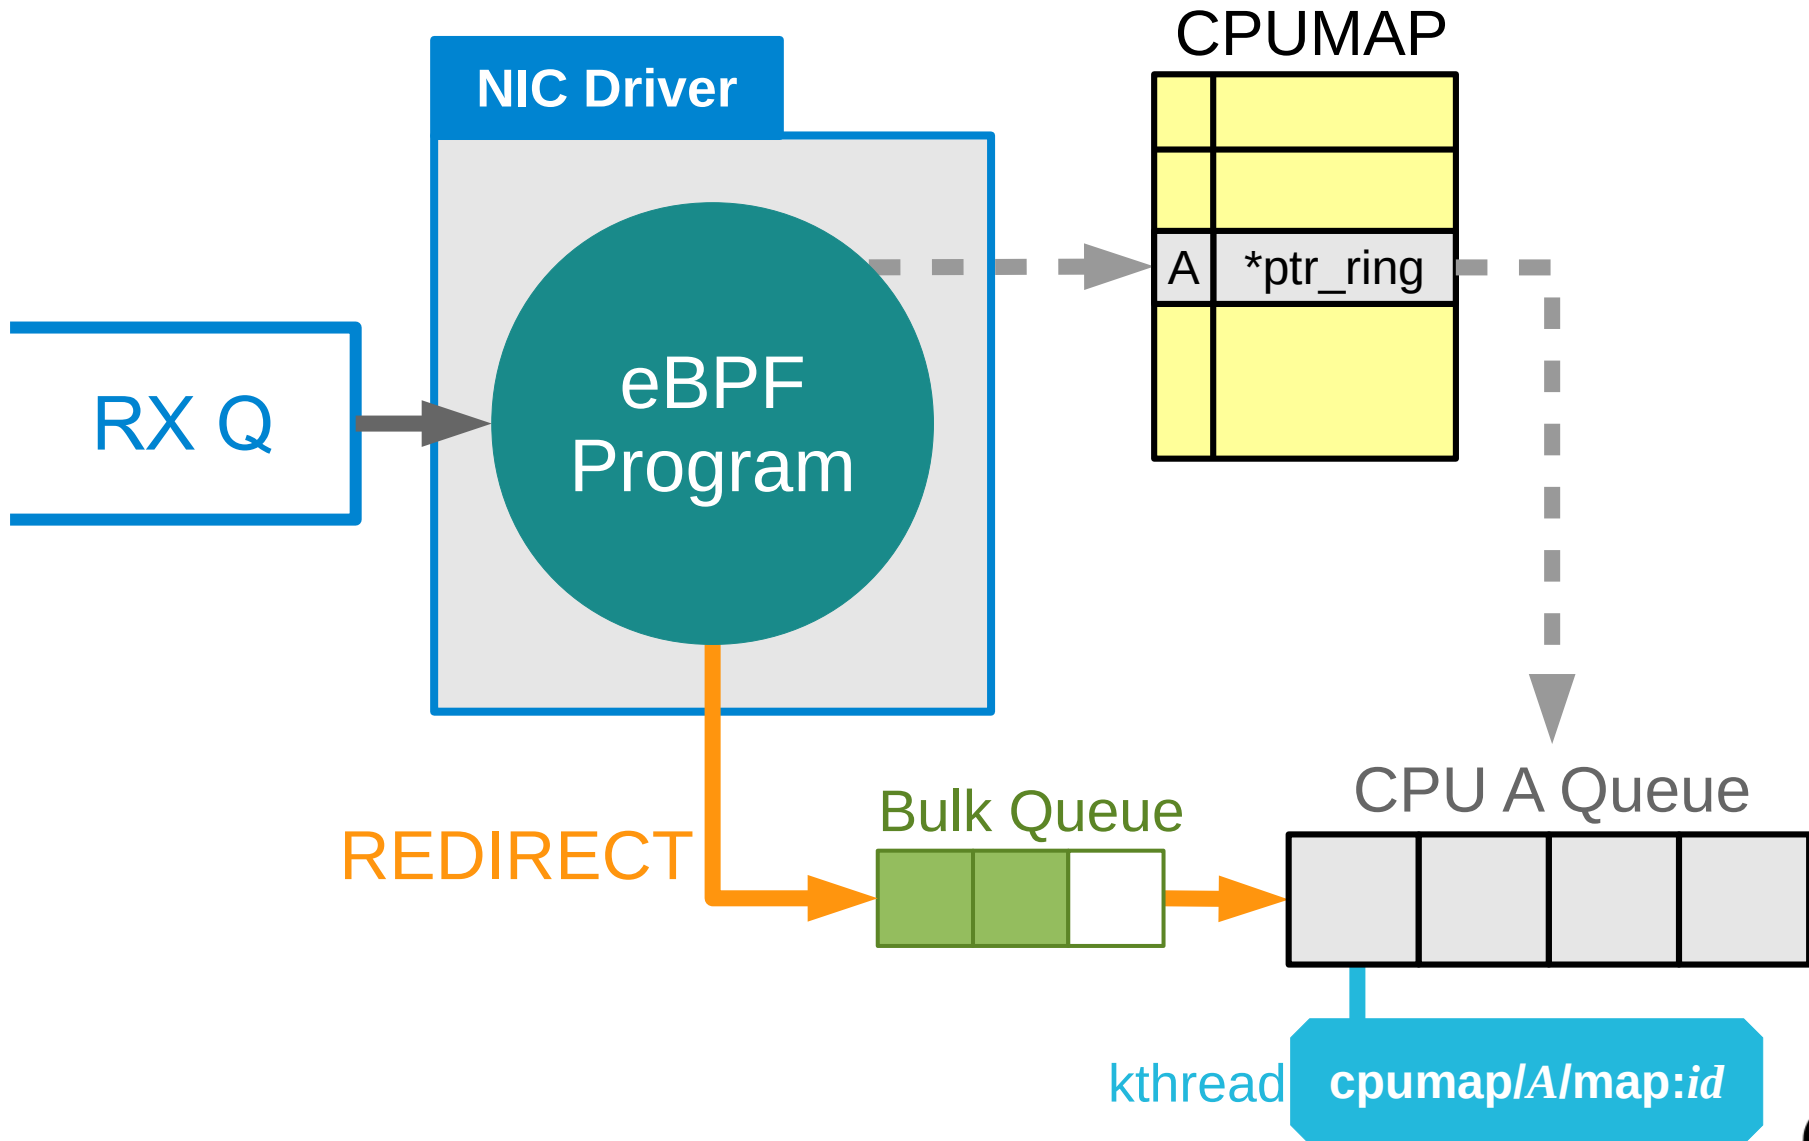 CPUMAP
NIC Driver
A *ptr_ring
eBPF
Program
RX Q
CPU A Queue
Bulk Queue
REDIRECT
kthread
cpumap/A/map:id